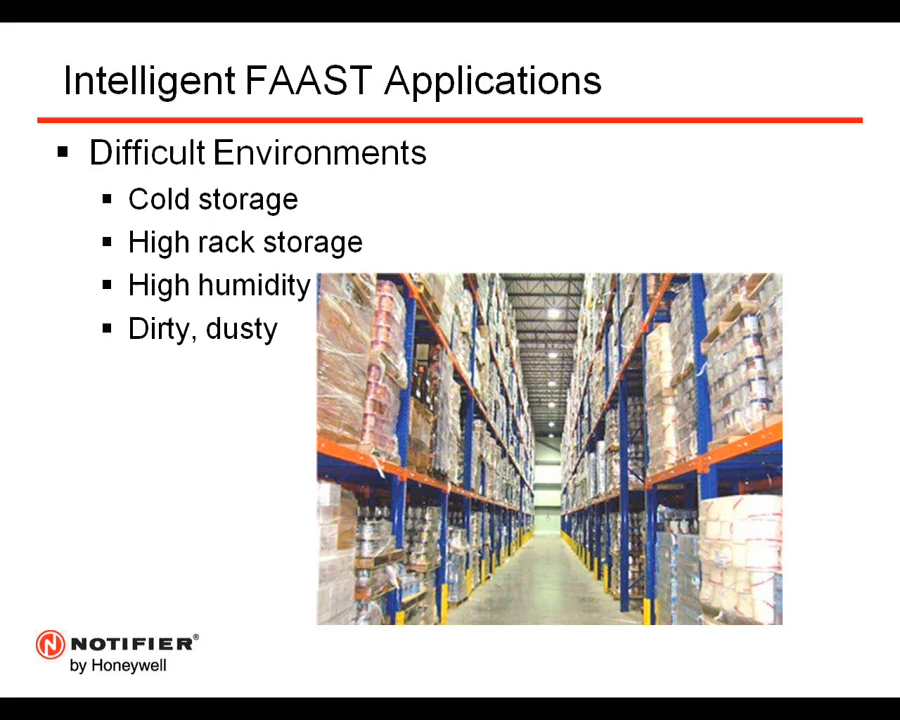 Intelligent FAAST Applications
Difficult Environments
Cold storage
High rack storage
High humidity
Dirty, dusty
NOTIFIER®
by Honeywell